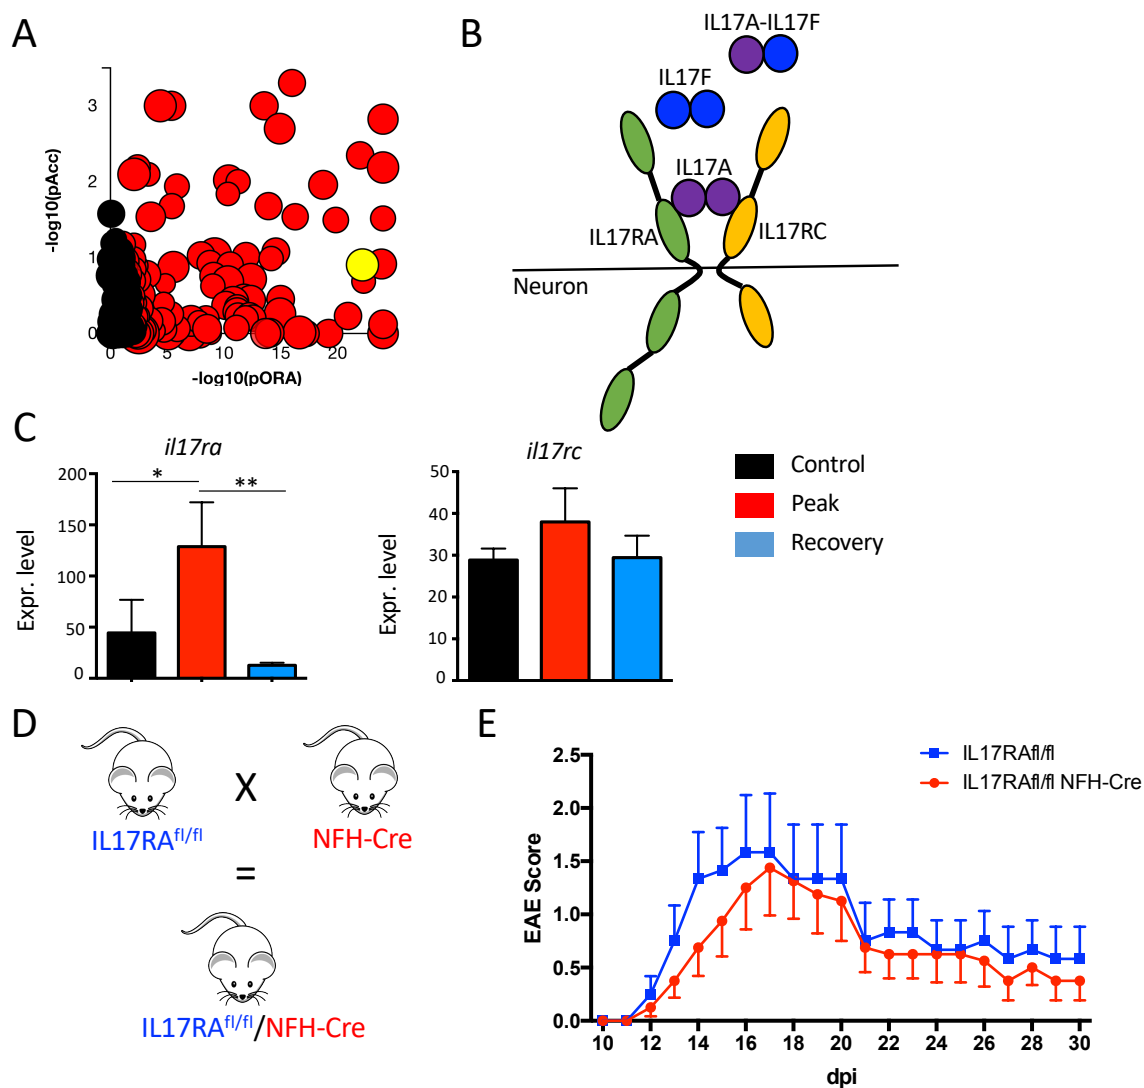 A
3
2
1
0
-log10(pAcc)
0 5 10 15 20
-log10(pORA)
B
IL17A-IL17F
IL17F
IL17A
IL17RA
IL17RC
Neuron
C
il17ra
* **
200
150
100
50
0
Expr. level
il17rc
50
40
30
20
10
0
Expr. level
Control
Peak
Recovery
D
X
IL17RAfl/fl
NFH-Cre
=
IL17RAfl/fl/NFH-Cre
E
IL17RAfl/fl
IL17RAfl/fl NFH-Cre
2.5
2.0
1.5
1.0
0.5
0.0
EAE Score
10 12 14 16 18 20 22 24 26 28 30
dpi